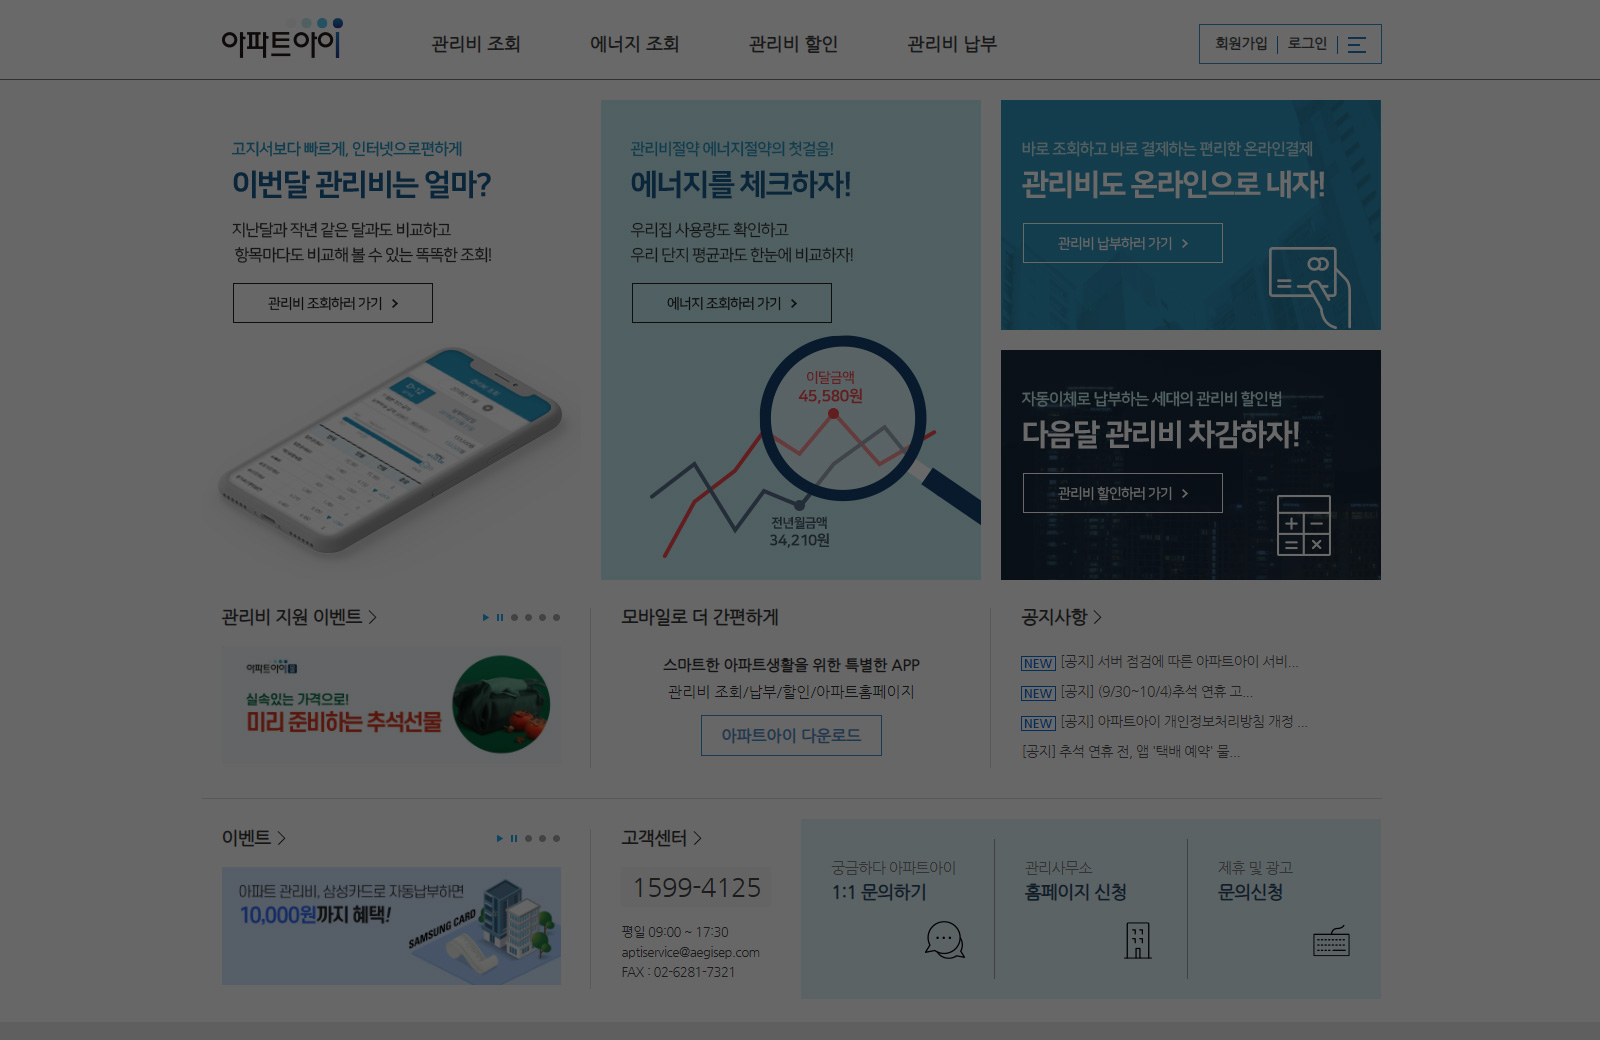 아파트아이
관리비 조회
에너지 조회
관리비 할인
관리비 납부
회원가입
로그인
고지서보다 빠르게, 인터넷으로편하게
이번달 관리비는 얼마?
지난달과 작년 같은 달과도 비교하고
항목마다도 비교해 볼 수 있는 똑똑한 조회!
관리비 조회하러 가기 >
관리비절약 에너지절약의 첫걸음!
에너지를 체크하자!
우리집 사용량도 확인하고
우리 단지 평균과도 한눈에 비교하자!
에너지 조회하러 가기 >
이달금액
45,580원
전년월금액
34,210원
바로 조회하고 바로 결제하는 편리한 온라인결제
관리비도 온라인으로 내자!
관리비 납부하러 가기 >
자동이체로 납부하는 세대의 관리비 할인법
다음달 관리비 차감하자!
관리비 할인하러 가기 >
관리비 지원 이벤트 >
아파트아이몰
실속있는 가격으로!
미리 준비하는 추석선물
모바일로 더 간편하게
스마트한 아파트생활을 위한 특별한 APP
관리비 조회/납부/할인/아파트홈페이지
아파트아이 다운로드
공지사항 >
NEW [공지] 서버 점검에 따른 아파트아이 서비...
NEW [공지] (9/30~10/4)추석 연휴 고...
NEW [공지] 아파트아이 개인정보처리방침 개정 ...
[공지] 추석 연휴 전, 앱 '택배 예약' 물...
이벤트 >
아파트 관리비, 삼성카드로 자동납부하면
10,000원까지 혜택!
SAMSUNG CARD
고객센터 >
1599-4125
평일 09:00 ~ 17:30
aptiservice@aegisep.com
FAX : 02-6281-7321
궁금하다 아파트아이
1:1 문의하기
관리사무소
홈페이지 신청
제휴 및 광고
문의신청